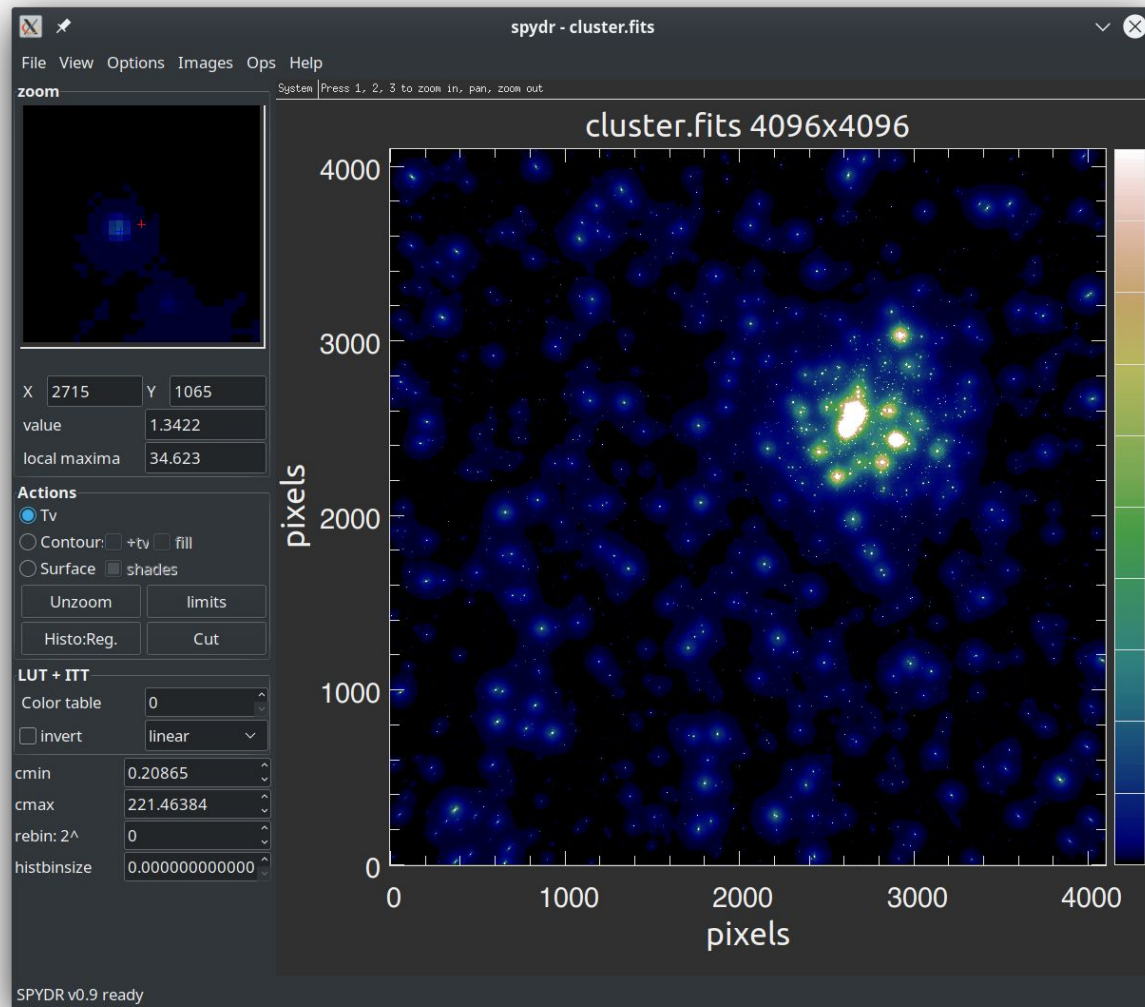 spydr - cluster.fits
File View Options Images Ops Help
zoom
System Press 1, 2, 3 to zoom in, pan, zoom out
cluster.fits 4096x4096
X 2715 Y 1065
value 1.3422
local maxima 34.623
Actions
Tv
Contour: +tv fill
Surface shades
Unzoom limits
Histo:Reg. Cut
LUT + ITT
Color table 0
invert linear
cmin 0.20865
cmax 221.46384
rebin: 2^ 0
histbinsize 0.000000000000
4000
3000
2000
1000
0
pixels
0 1000 2000 3000 4000
pixels
SPYDR v0.9 ready